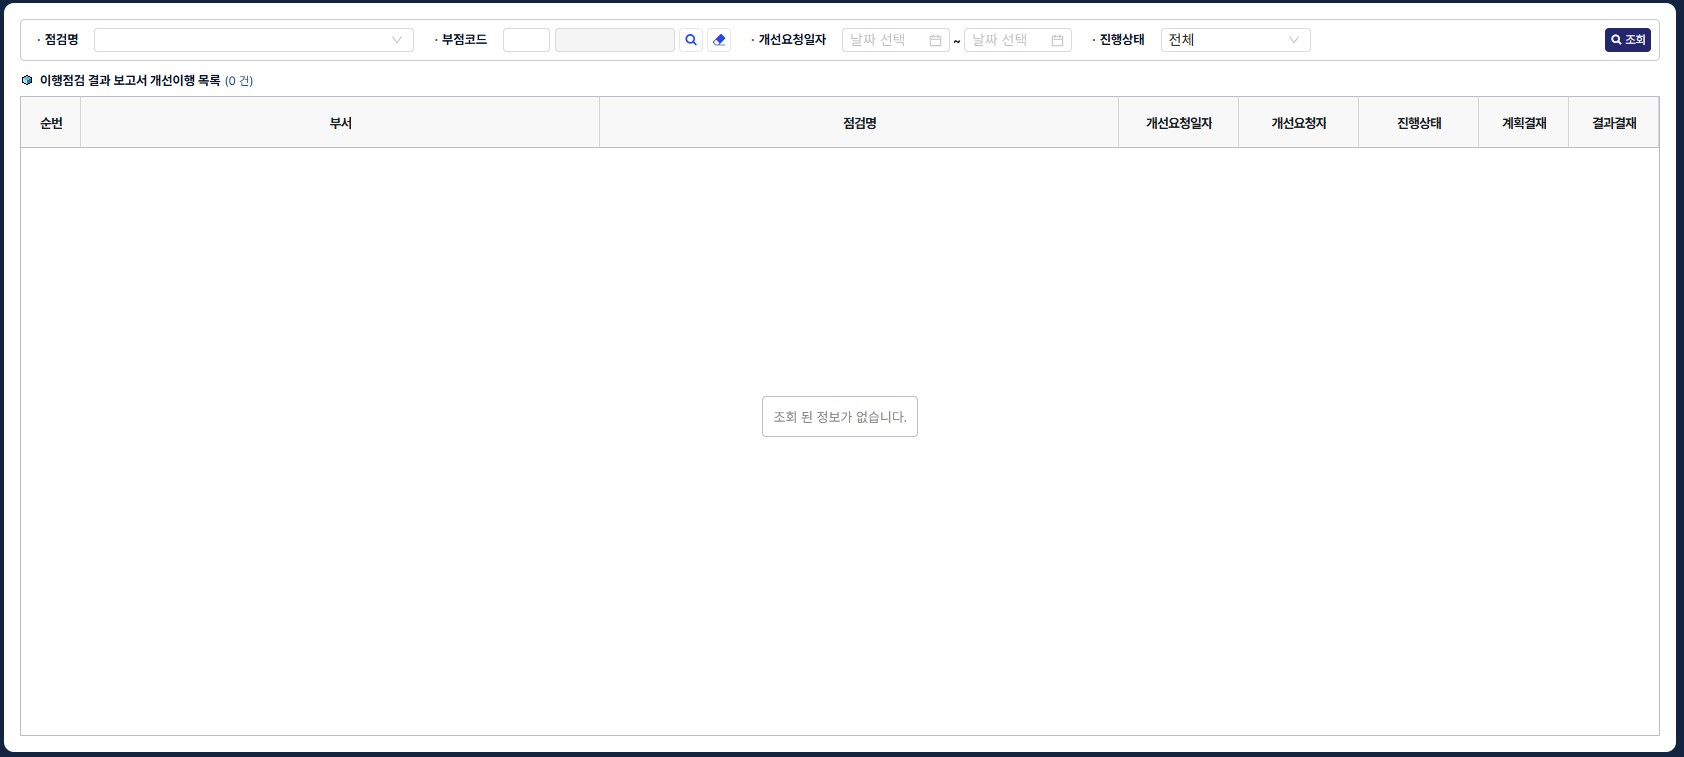 · 점검명 · 부점코드 · 개선요청일자 날짜 선택 ~ 날짜 선택 · 진행상태 전체 조회
이행점검 결과 보고서 개선이행 목록 (0 건)
순번 부서 점검명 개선요청일자 개선요청자 진행상태 계획결재 결과결재
조회 된 정보가 없습니다.